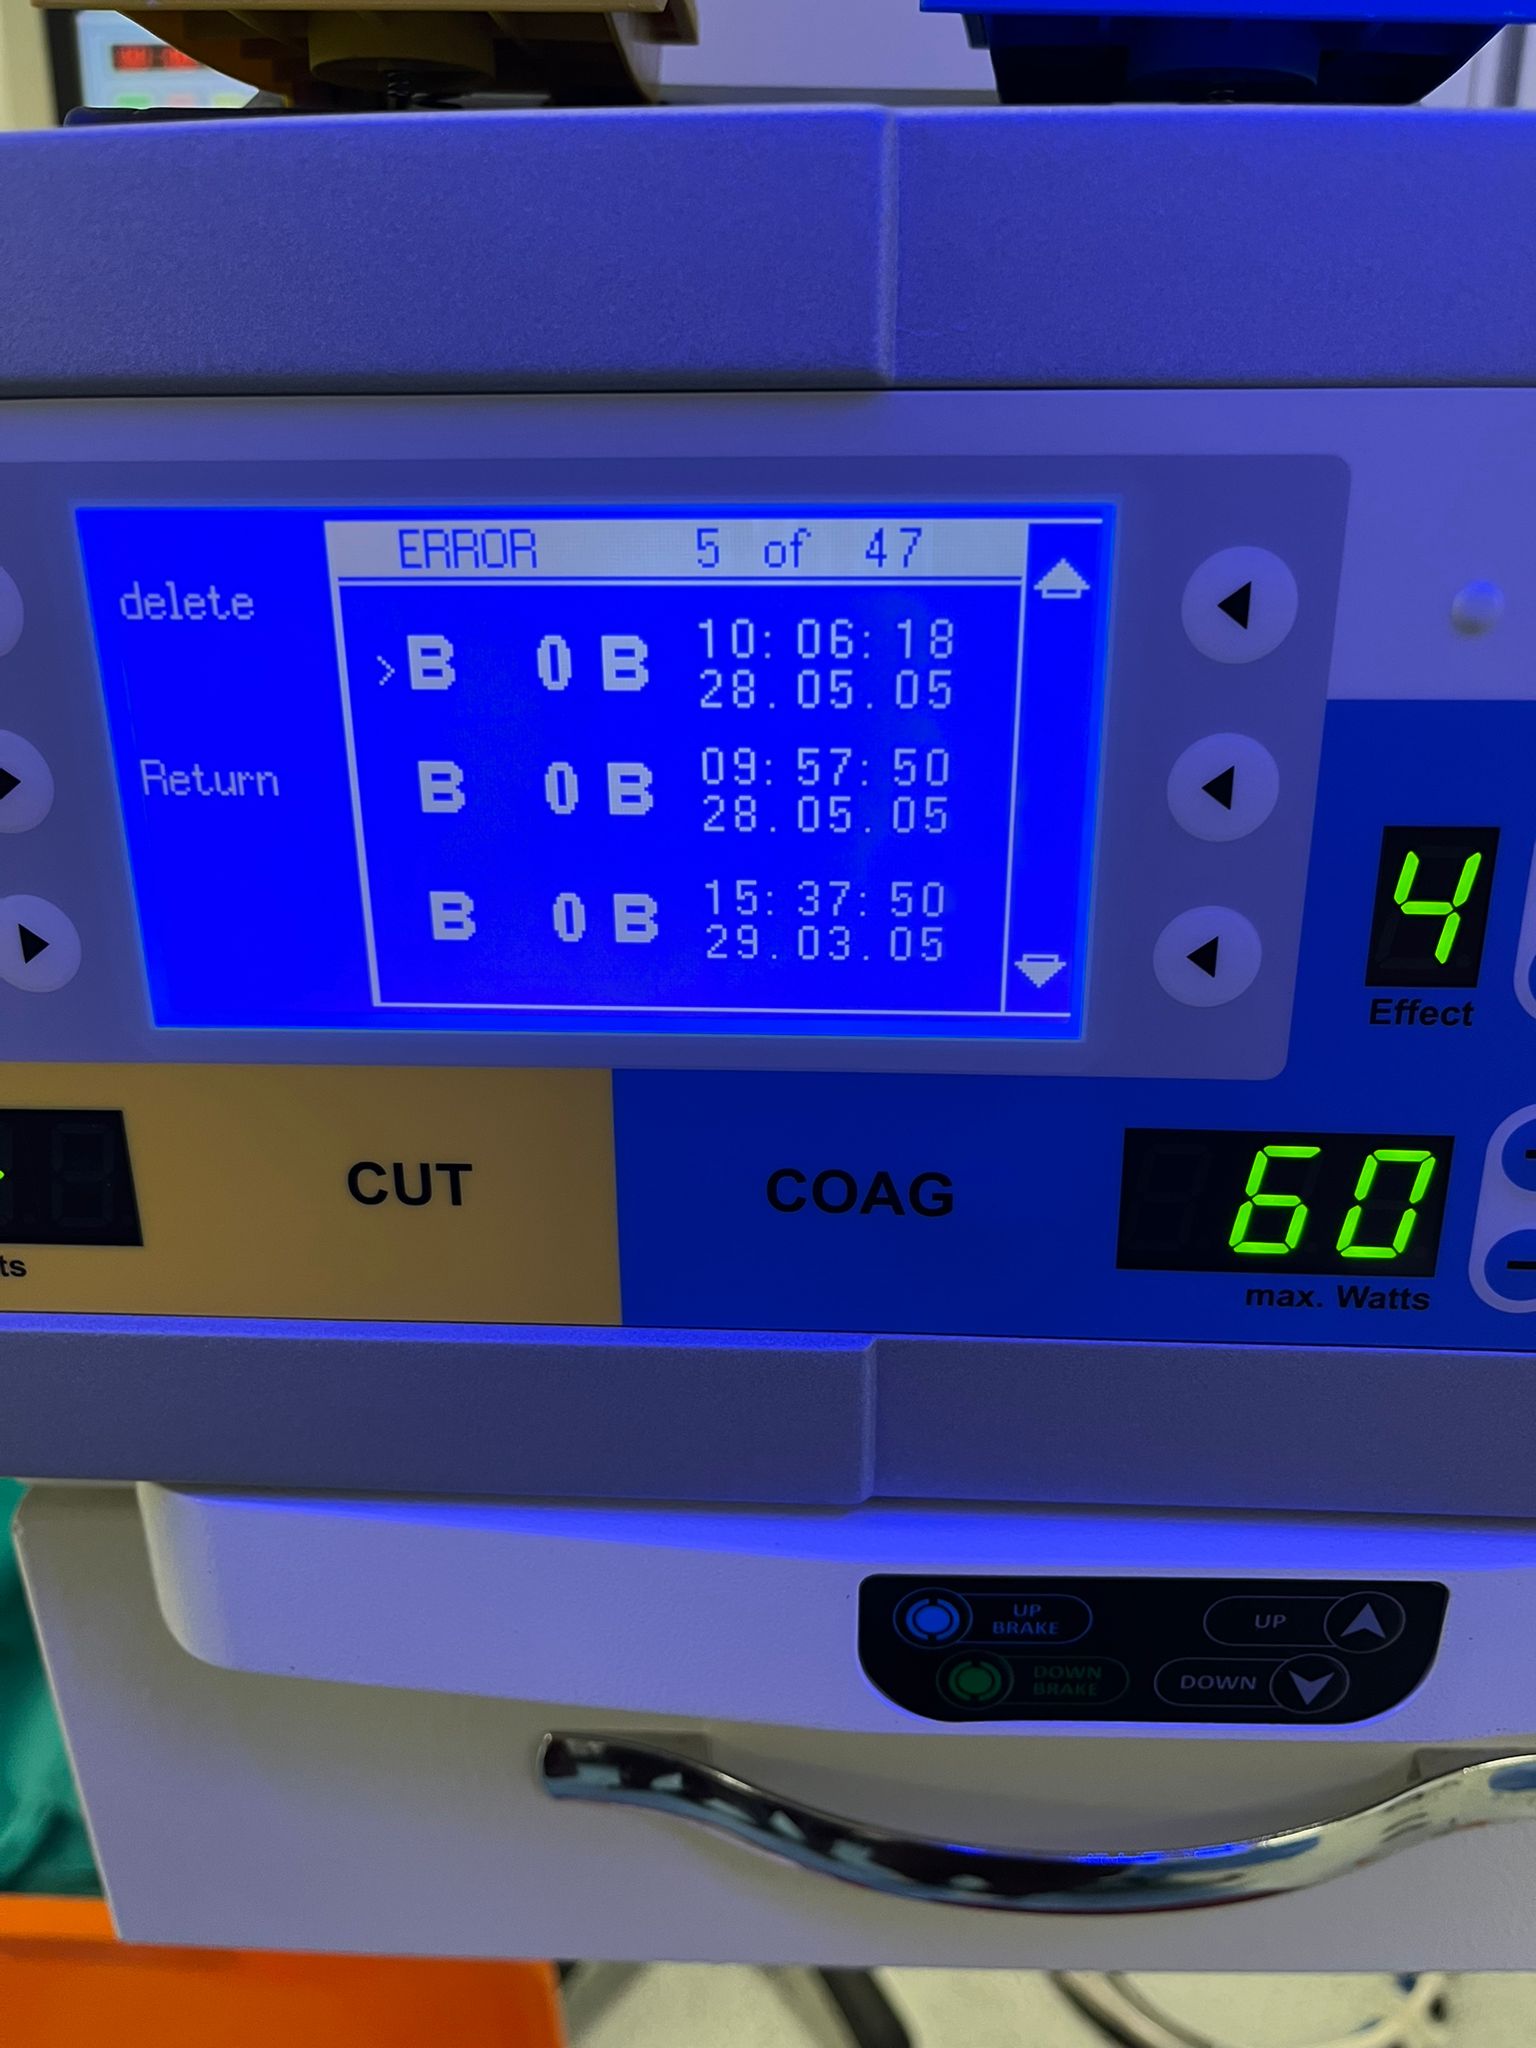 ERROR 5 of 47
delete
>B 0B 10:06:18
28.05.05
Return
B 0B 09:57:50
28.05.05
B 0B 15:37:50
29.03.05
4
Effect
CUT
COAG
60
max. Watts
UP
BRAKE
UP
DOWN
BRAKE
DOWN